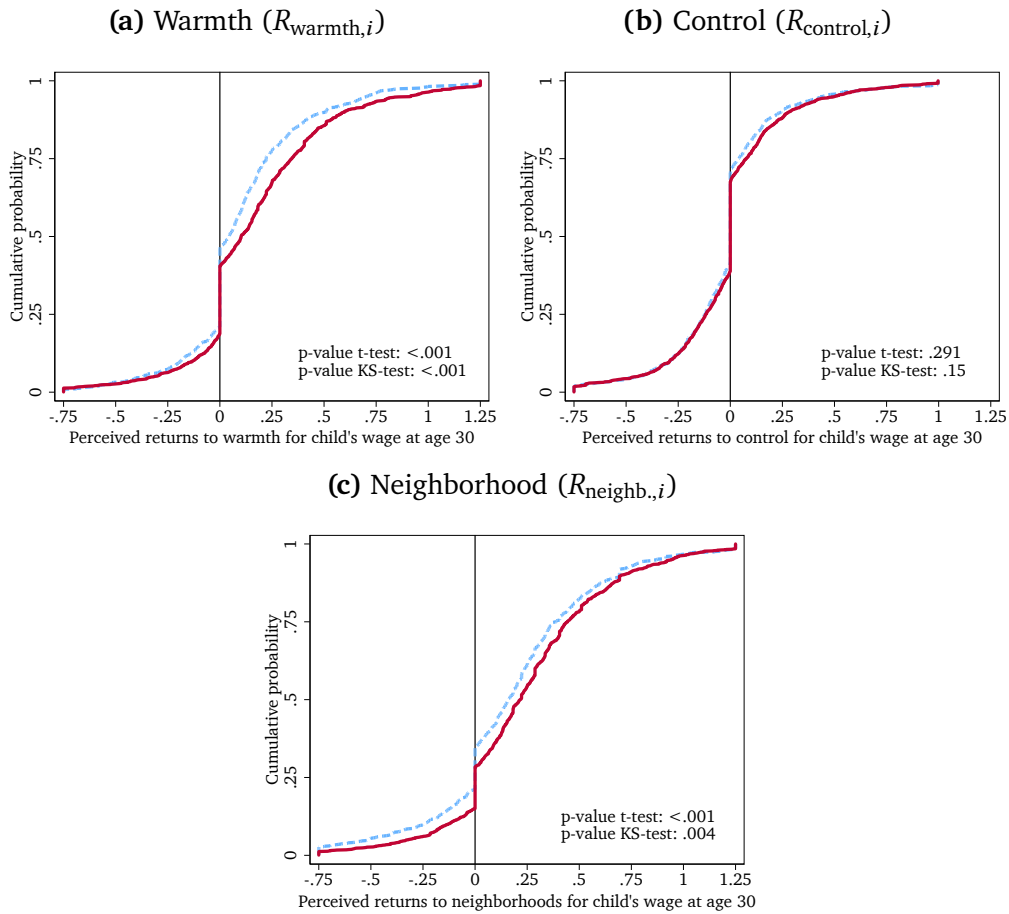 (a) Warmth (R_warmth,i)
Cumulative probability
0 .25 .5 .75 1
p-value t-test: <.001
p-value KS-test: <.001
-.75 -.5 -.25 0 .25 .5 .75 1 1.25
Perceived returns to warmth for child's wage at age 30
(b) Control (R_control,i)
Cumulative probability
0 .25 .5 .75 1
p-value t-test: .291
p-value KS-test: .15
-.75 -.5 -.25 0 .25 .5 .75 1 1.25
Perceived returns to control for child's wage at age 30
(c) Neighborhood (R_neighb.,i)
Cumulative probability
0 .25 .5 .75 1
p-value t-test: <.001
p-value KS-test: .004
-.75 -.5 -.25 0 .25 .5 .75 1 1.25
Perceived returns to neighborhoods for child's wage at age 30